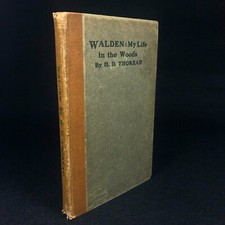 WALDEN: My Life
in the Woods
By H. D. THOREAU